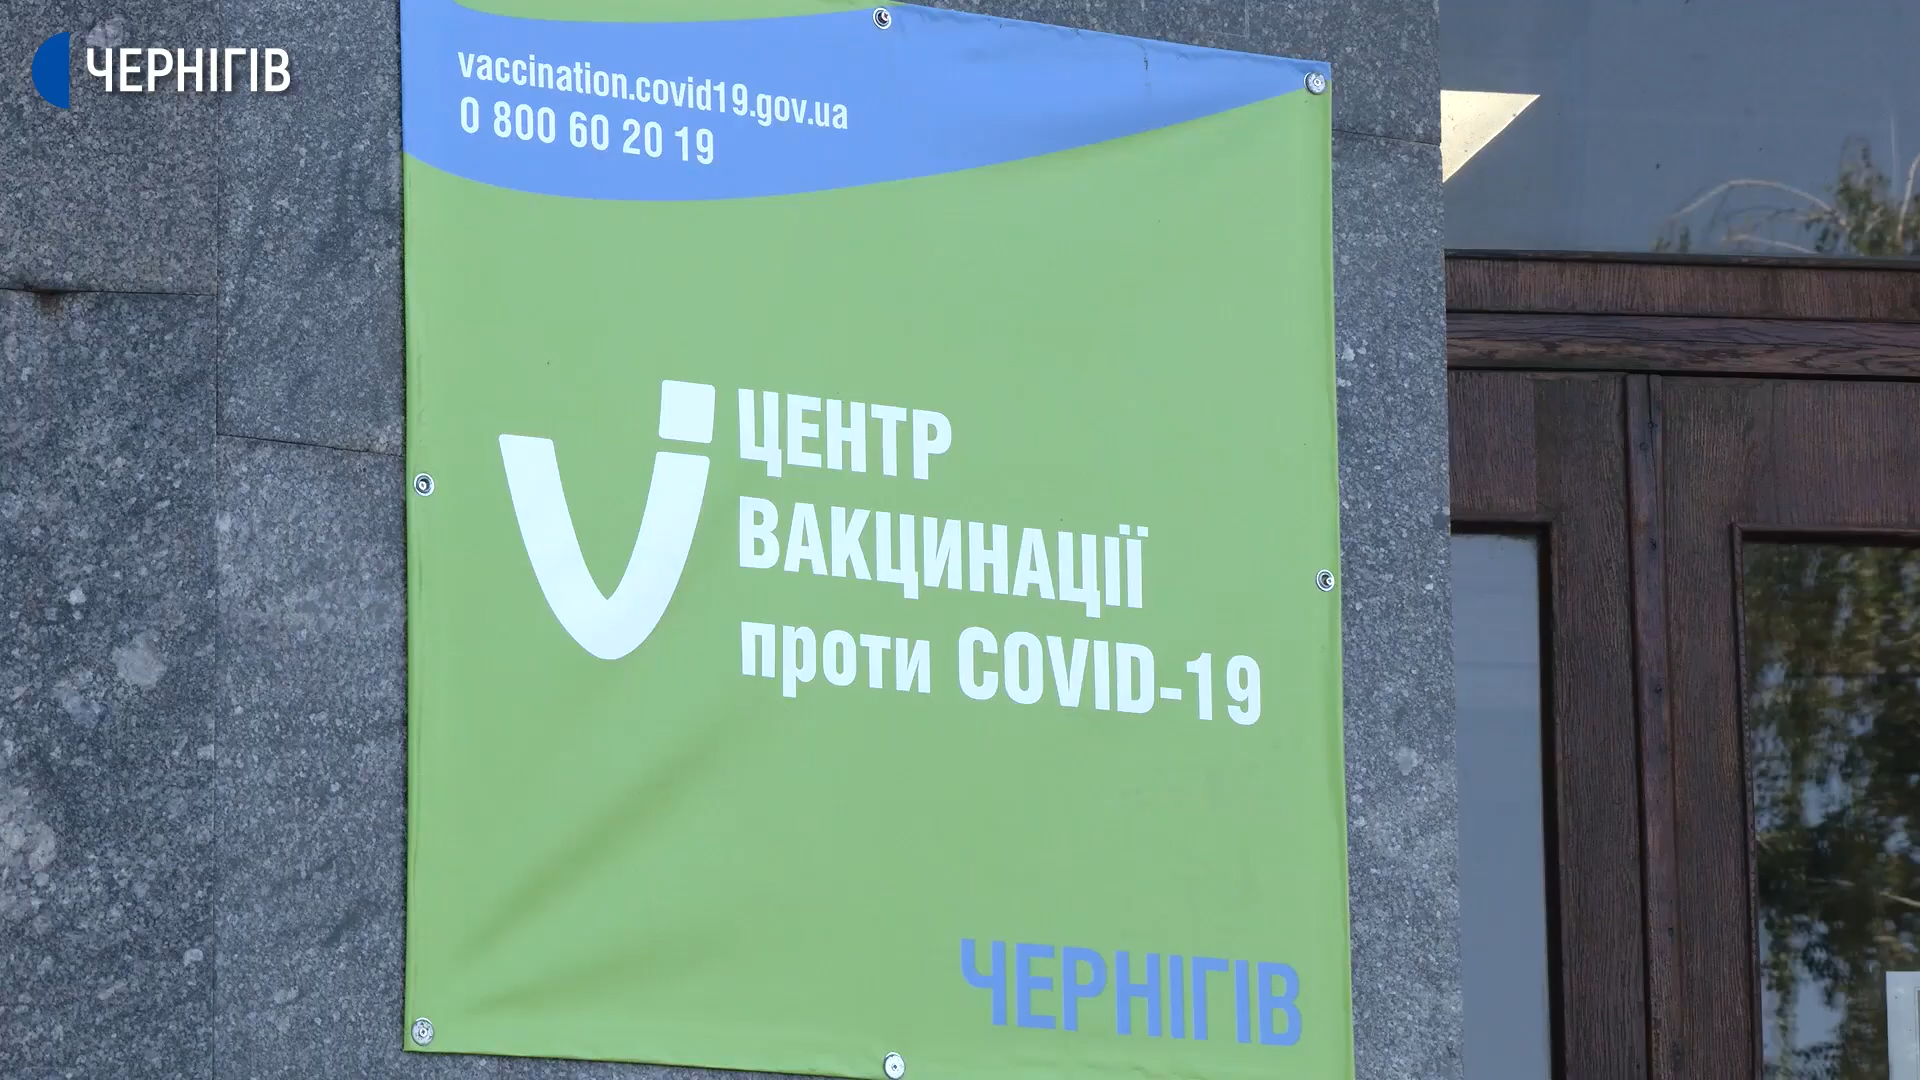 ЧЕРНІГІВ
vaccination.covid19.gov.ua
0 800 60 20 19
ЦЕНТР
ВАКЦИНАЦІЇ
проти COVID-19
ЧЕРНІГІВ